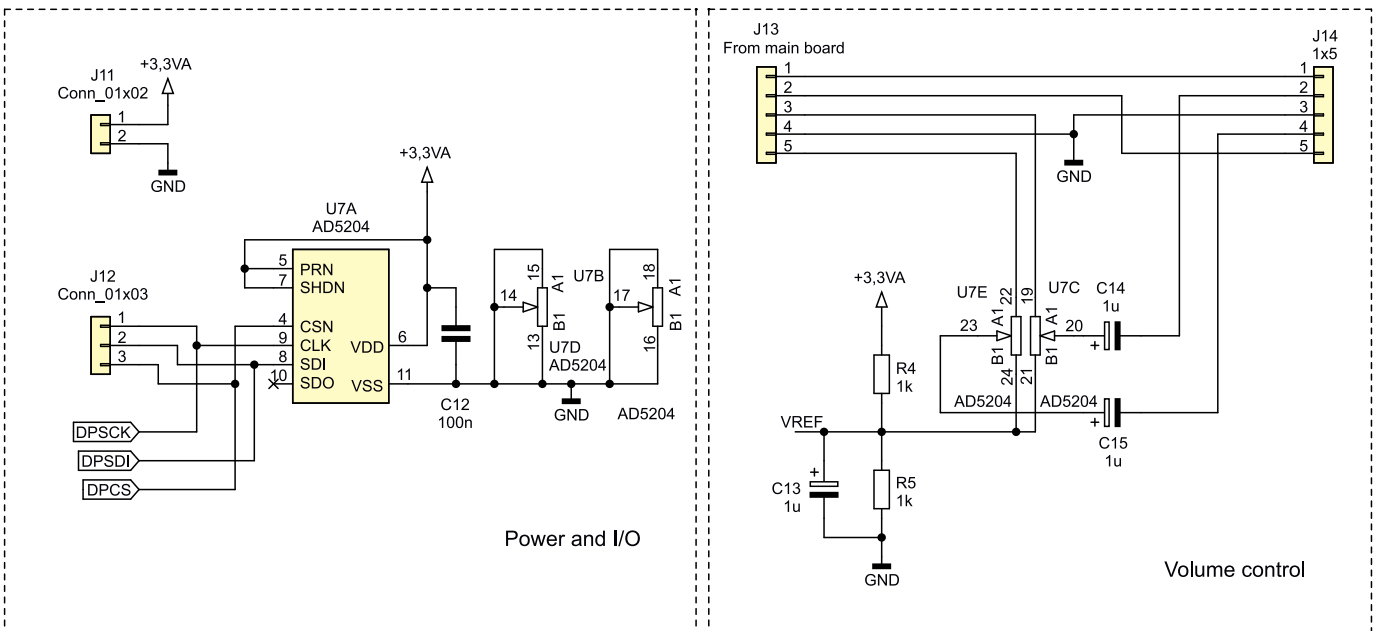 J11
Conn_01x02
+3,3VA
1
2
GND
+3,3VA
U7A
AD5204
J12
Conn_01x03
1
2
3
5
7
4
9
8
10
PRN
SHDN
CSN
CLK
SDI
SDO
VDD
VSS
6
11
C12
100n
14
15
A1
B1
13
U7D
AD5204
U7B
17
18
A1
B1
16
GND
AD5204
DPSCK
DPSDI
DPCS
Power and I/O
J13
From main board
1
2
3
4
5
J14
1x5
1
2
3
4
5
GND
+3,3VA
R4
1k
VREF
C13
+
1u
R5
1k
GND
U7E
22
19
U7C
23
A1
B1
24
A1
B1
21
20
AD5204
AD5204
C14
1u
+
+
C15
1u
Volume control